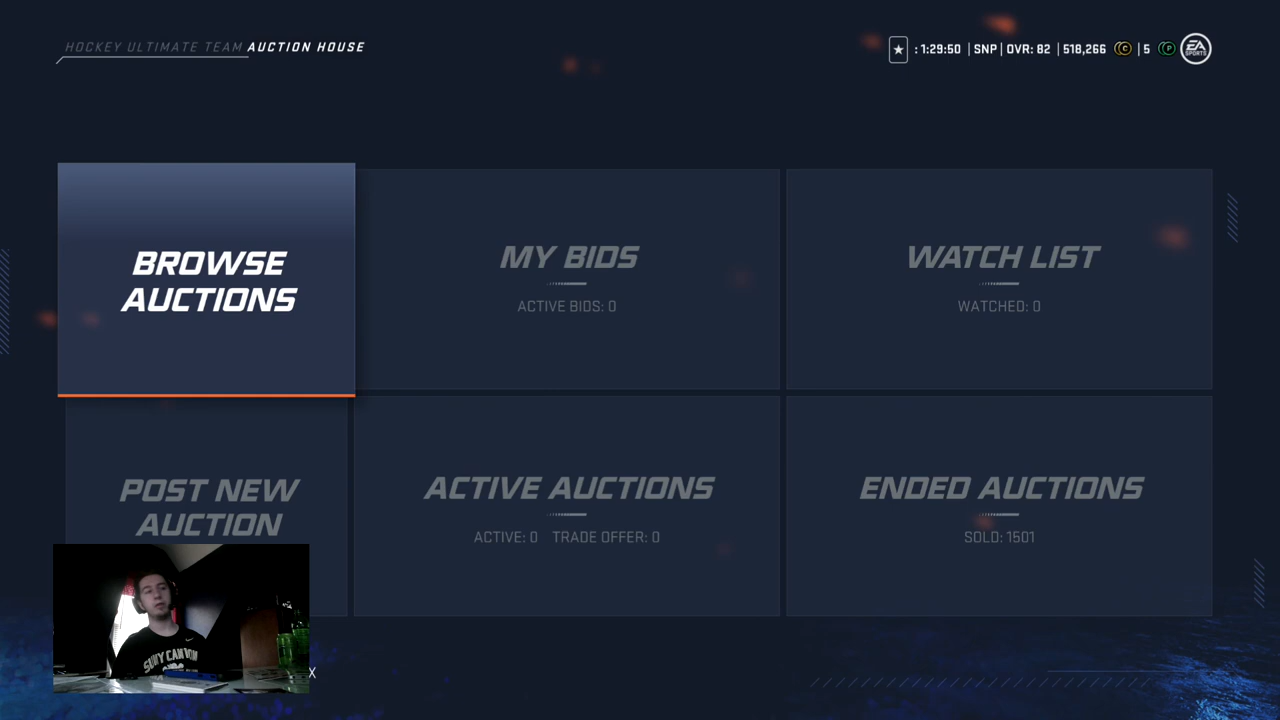 HOCKEY ULTIMATE TEAM AUCTION HOUSE
: 1:29:50 | SNP | OVR: 82 | 518,266 C | 5 P EA SPORTS
BROWSE
AUCTIONS
MY BIDS
ACTIVE BIDS: 0
WATCH LIST
WATCHED: 0
POST NEW
AUCTION
ACTIVE AUCTIONS
ACTIVE: 0 TRADE OFFER: 0
ENDED AUCTIONS
SOLD: 1501
X